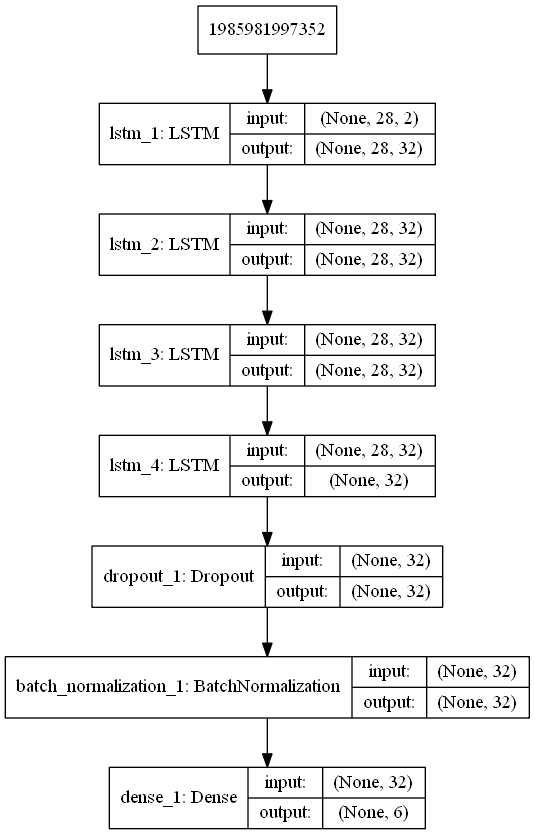 1985981997352
lstm_1: LSTM
input:
(None, 28, 2)
output:
(None, 28, 32)
lstm_2: LSTM
input:
(None, 28, 32)
output:
(None, 28, 32)
lstm_3: LSTM
input:
(None, 28, 32)
output:
(None, 28, 32)
lstm_4: LSTM
input:
(None, 28, 32)
output:
(None, 32)
dropout_1: Dropout
input:
(None, 32)
output:
(None, 32)
batch_normalization_1: BatchNormalization
input:
(None, 32)
output:
(None, 32)
dense_1: Dense
input:
(None, 32)
output:
(None, 6)